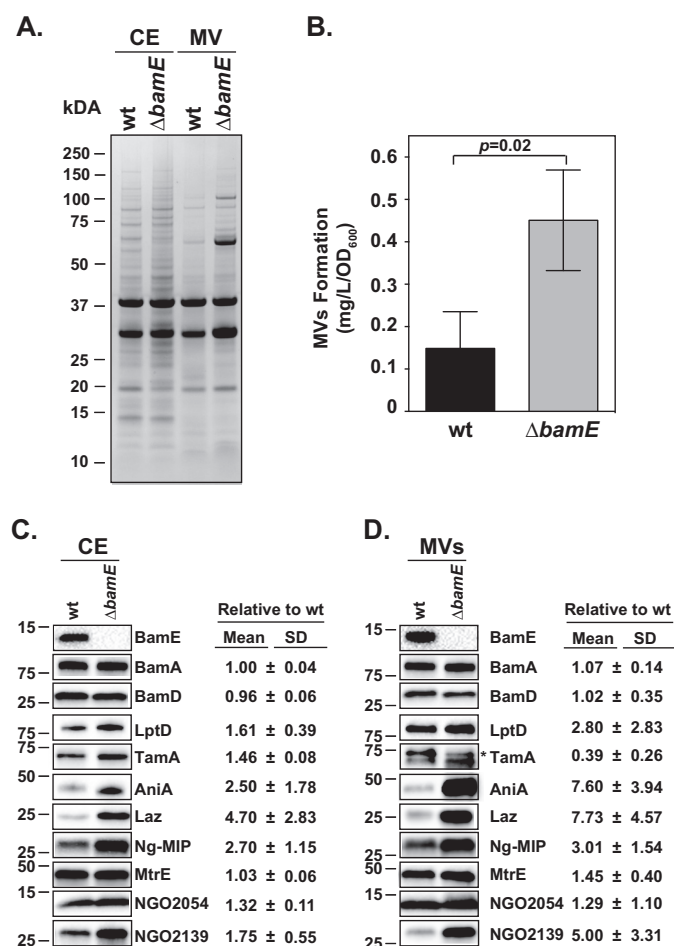 A.
CE MV
wt ΔbamE wt ΔbamE
kDA
250
150
100
75
50
37
25
20
15
10
B.
p=0.02
MVs Formation
(mg/L/OD600)
0.6
0.5
0.4
0.3
0.2
0.1
0
wt ΔbamE
C.
CE
wt ΔbamE
Relative to wt
Mean SD
15 BamE
75 BamA 1.00 ± 0.04
25 BamD 0.96 ± 0.06
75 LptD 1.61 ± 0.39
75 TamA 1.46 ± 0.08
50 AniA 2.50 ± 1.78
25 Laz 4.70 ± 2.83
25 Ng-MIP 2.70 ± 1.15
50 MtrE 1.03 ± 0.06
15 NGO2054 1.32 ± 0.11
25 NGO2139 1.75 ± 0.55
D.
MVs
wt ΔbamE
Relative to wt
Mean SD
15 BamE
75 BamA 1.07 ± 0.14
25 BamD 1.02 ± 0.35
75 LptD 2.80 ± 2.83
75 * TamA 0.39 ± 0.26
50 AniA 7.60 ± 3.94
25 Laz 7.73 ± 4.57
25 Ng-MIP 3.01 ± 1.54
50 MtrE 1.45 ± 0.40
15 NGO2054 1.29 ± 1.10
25 NGO2139 5.00 ± 3.31